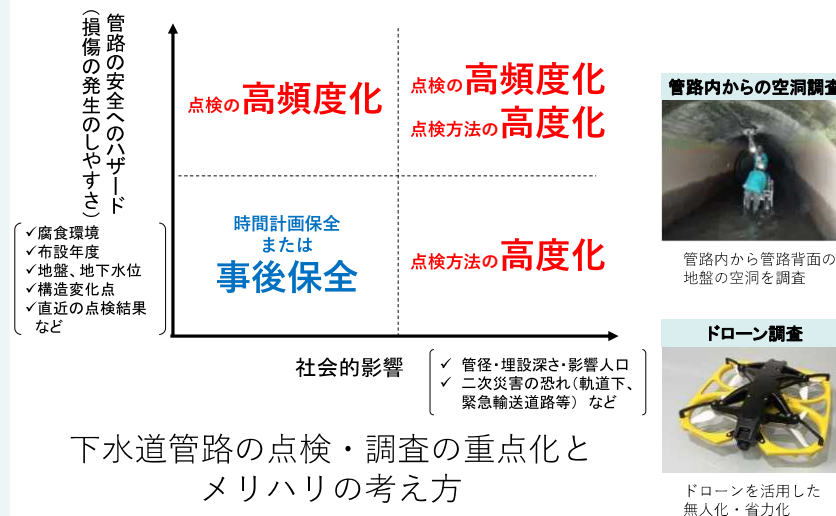 管路の安全へのハザード
（損傷の発生のしやすさ）
✓腐食環境
✓布設年度
✓地盤、地下水位
✓構造変化点
✓直近の点検結果
など
点検の高頻度化
点検の高頻度化
点検方法の高度化
時間計画保全
または
事後保全
点検方法の高度化
社会的影響
✓ 管径・埋設深さ・影響人口
✓ 二次災害の恐れ（軌道下、
緊急輸送道路等） など
下水道管路の点検・調査の重点化と
メリハリの考え方
管路内からの空洞調査
管路内から管路背面の
地盤の空洞を調査
ドローン調査
ドローンを活用した
無人化・省力化